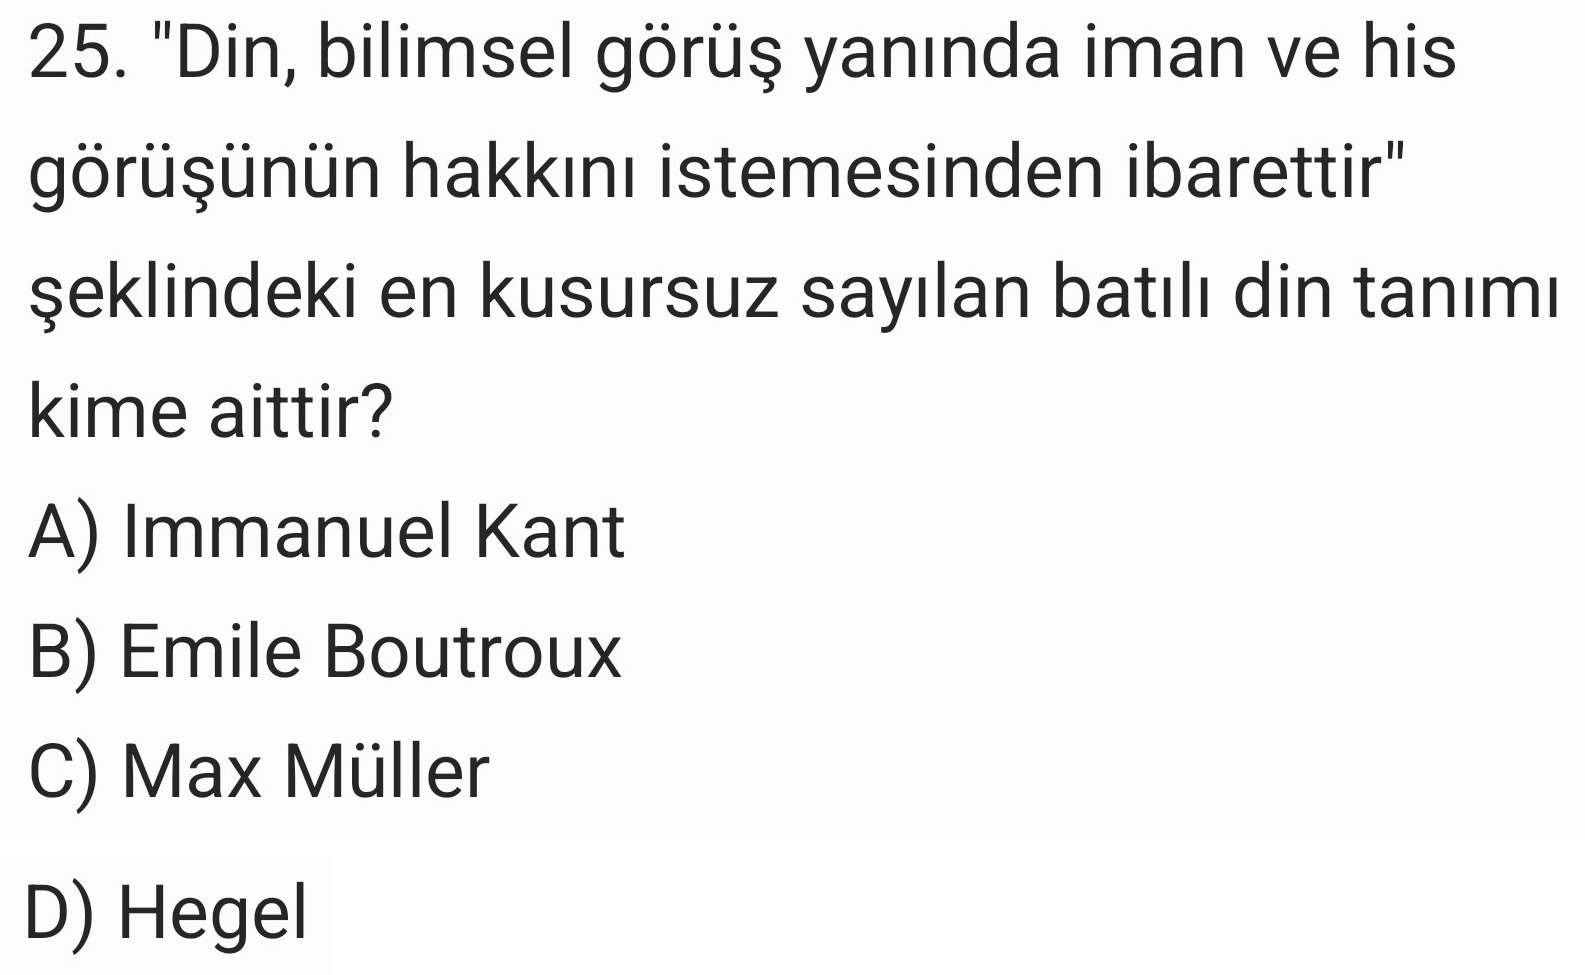 25. "Din, bilimsel görüş yanında iman ve his
görüşünün hakkını istemesinden ibarettir"
şeklindeki en kusursuz sayılan batılı din tanımı
kime aittir?
A) Immanuel Kant
B) Emile Boutroux
C) Max Müller
D) Hegel